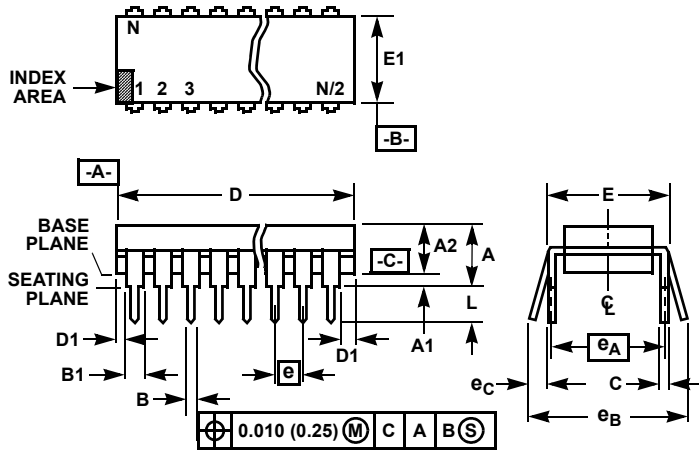 N
E1
INDEX
AREA
1 2 3 N/2
-B-
-A-
D
E
BASE
PLANE
A2
A
-C-
SEATING
PLANE
L
D1
A1
D1
eA
B1
e
eC
C
B
eB
0.010 (0.25) M C A B S